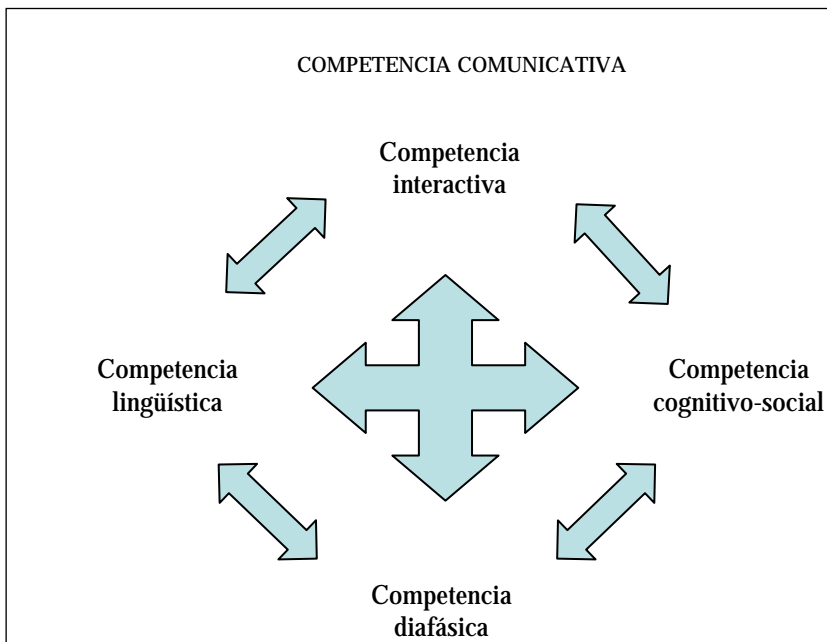 COMPETENCIA COMUNICATIVA
Competencia
interactiva
Competencia
lingüística
Competencia
cognitivo-social
Competencia
diafásica